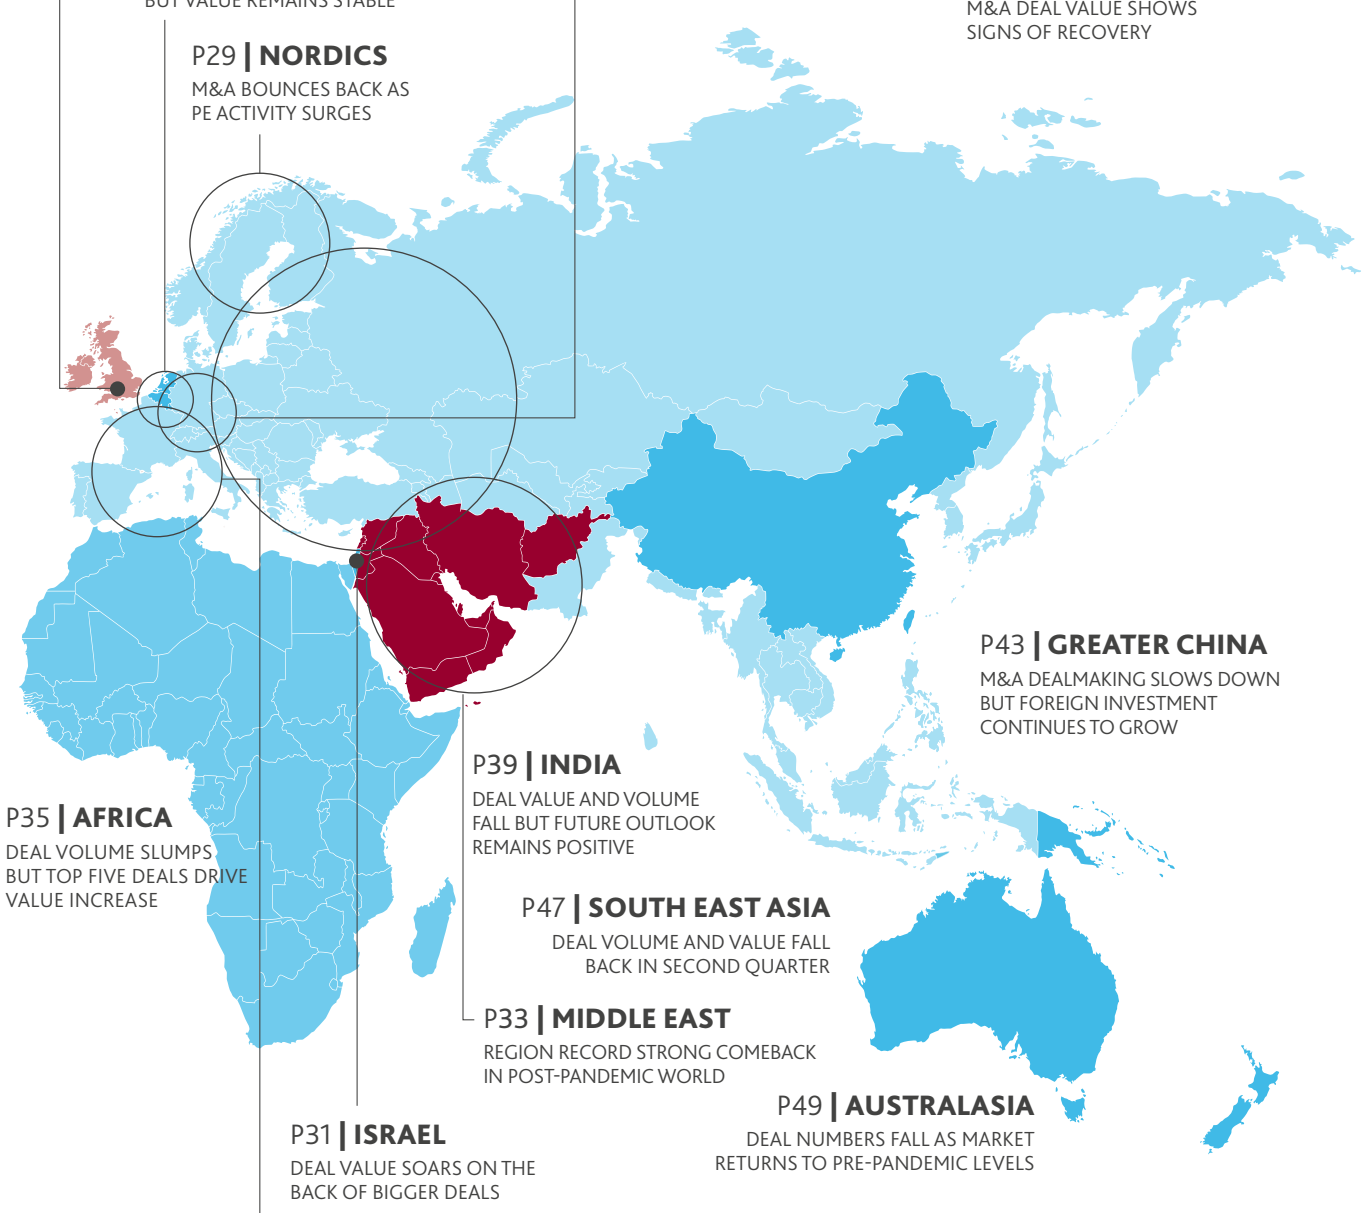 BUT VALUE REMAINS STABLE
M&A DEAL VALUE SHOWS
SIGNS OF RECOVERY
P29 | NORDICS
M&A BOUNCES BACK AS
PE ACTIVITY SURGES
P43 | GREATER CHINA
M&A DEALMAKING SLOWS DOWN
BUT FOREIGN INVESTMENT
CONTINUES TO GROW
P39 | INDIA
DEAL VALUE AND VOLUME
FALL BUT FUTURE OUTLOOK
REMAINS POSITIVE
P35 | AFRICA
DEAL VOLUME SLUMPS
BUT TOP FIVE DEALS DRIVE
VALUE INCREASE
P47 | SOUTH EAST ASIA
DEAL VOLUME AND VALUE FALL
BACK IN SECOND QUARTER
P33 | MIDDLE EAST
REGION RECORD STRONG COMEBACK
IN POST-PANDEMIC WORLD
P49 | AUSTRALASIA
DEAL NUMBERS FALL AS MARKET
RETURNS TO PRE-PANDEMIC LEVELS
P31 | ISRAEL
DEAL VALUE SOARS ON THE
BACK OF BIGGER DEALS